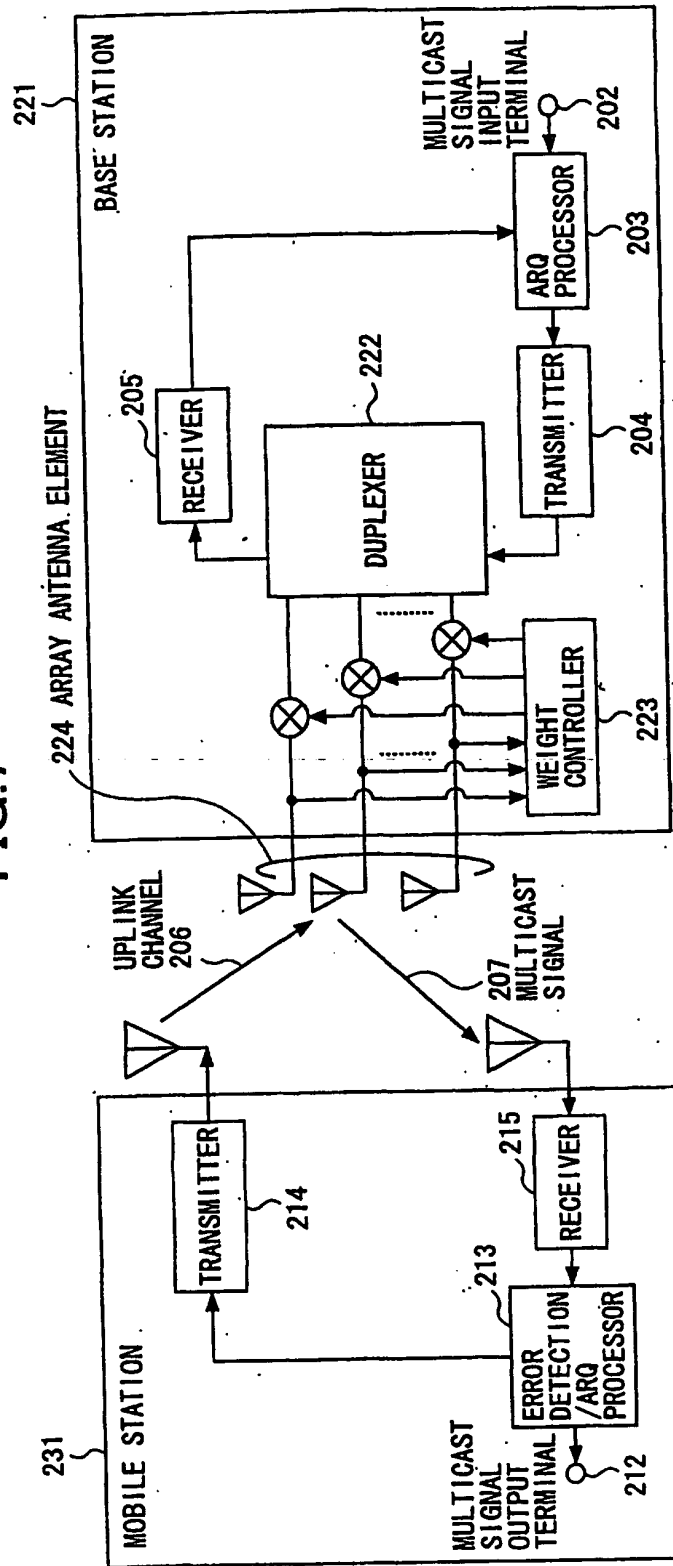 FIG.7
231
MOBILE STATION
TRANSMITTER
214
UPLINK
CHANNEL
206
224 ARRAY ANTENNA ELEMENT
221
BASE STATION
205
RECEIVER
222
DUPLEXER
MULTICAST
SIGNAL
INPUT
TERMINAL
202
ARQ
PROCESSOR
203
TRANSMITTER
204
WEIGHT
CONTROLLER
223
207
MULTICAST
SIGNAL
215
RECEIVER
213
ERROR
DETECTION
/ARQ
PROCESSOR
MULTICAST
SIGNAL
OUTPUT
TERMINAL
212